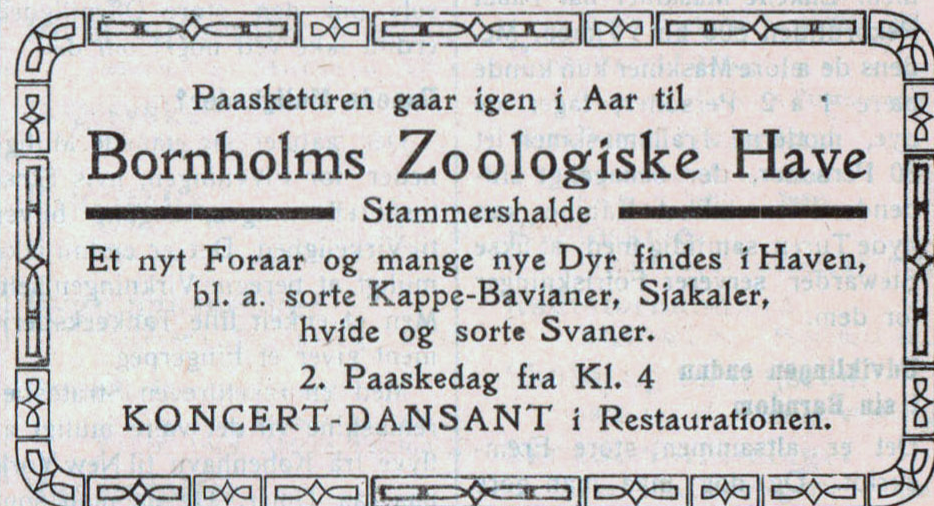 Paasketuren gaar igen i Aar til
Bornholms Zoologiske Have
Stammershalde
Et nyt Foraar og mange nye Dyr findes i Haven,
bl. a. sorte Kappe-Bavianer, Sjakaler,
hvide og sorte Svaner.
2. Paaskedag fra Kl. 4
KONCERT-DANSANT i Restaurationen.